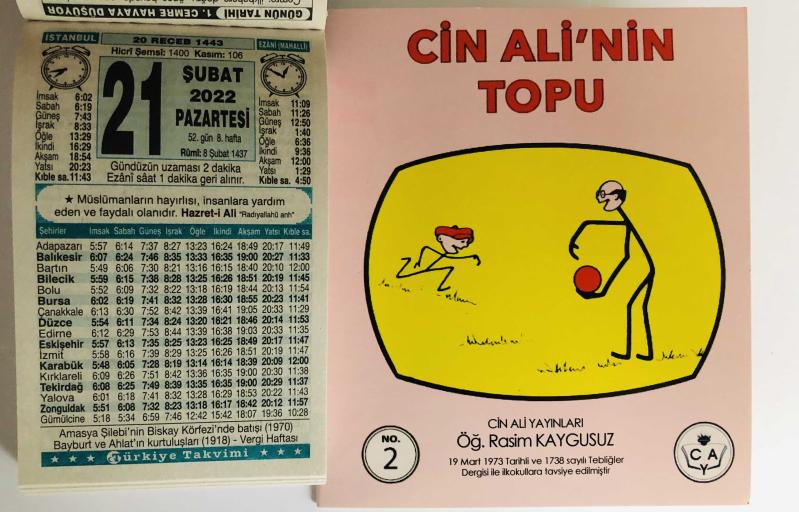 GÜNÜN TARİHİ 1. CEMRE HAVAYA DÜŞÜYOR
İSTANBUL
20 RECEB 1443
EZÂNÎ (MAHALLÎ)
Hicrî Şemsî: 1400 Kasım: 106
21
ŞUBAT
2022
PAZARTESİ
52. gün 8. hafta
Rûmî: 8 Şubat 1437
İmsak 6:02
Sabah 6:19
Güneş 7:43
İşrak 8:33
Öğle 13:29
İkindi 16:29
Akşam 18:54
Yatsı 20:23
Kıble sa. 11:43
İmsak 11:09
Sabah 11:26
Güneş 12:50
İşrak 1:40
Öğle 6:36
İkindi 9:36
Akşam 12:00
Yatsı 1:29
Kıble sa. 4:50
Gündüzün uzaması 2 dakika
Ezânî sâat 1 dakika geri alınır.
★ Müslümanların hayırlısı, insanlara yardım
eden ve faydalı olanıdır. Hazret-i Ali "Radıyallahü anh"
Şehirler İmsak Sabah Güneş İşrak Öğle İkindi Akşam Yatsı Kıble sa.
Adapazarı 5:57 6:14 7:37 8:27 13:23 16:24 18:49 20:17 11:49
Balıkesir 6:07 6:24 7:46 8:35 13:33 16:35 19:00 20:27 11:33
Bartın 5:49 6:06 7:30 8:21 13:16 16:15 18:40 20:10 12:00
Bilecik 5:59 6:15 7:38 8:28 13:25 16:26 18:51 20:19 11:45
Bolu 5:52 6:09 7:32 8:22 13:18 16:19 18:44 20:13 11:54
Bursa 6:02 6:19 7:41 8:32 13:28 16:30 18:55 20:23 11:41
Çanakkale 6:13 6:30 7:52 8:42 13:39 16:41 19:05 20:33 11:29
Düzce 5:54 6:11 7:34 8:24 13:20 16:21 18:46 20:14 11:53
Edirne 6:12 6:29 7:53 8:44 13:39 16:38 19:03 20:33 11:35
Eskişehir 5:57 6:13 7:35 8:25 13:23 16:25 18:49 20:17 11:47
İzmit 5:58 6:16 7:39 8:29 13:25 16:26 18:51 20:19 11:47
Karabük 5:48 6:05 7:28 8:19 13:14 16:14 18:39 20:09 12:00
Kırklareli 6:09 6:26 7:51 8:42 13:36 16:35 19:00 20:30 11:38
Tekirdağ 6:08 6:25 7:49 8:39 13:35 16:35 19:00 20:29 11:37
Yalova 6:01 6:18 7:41 8:32 13:28 16:29 18:53 20:22 11:43
Zonguldak 5:51 6:08 7:32 8:23 13:18 16:17 18:42 20:12 11:57
Gümülcine 5:18 5:34 6:59 7:46 12:42 15:42 18:07 19:36 10:28
Amasya Şilebi'nin Biskay Körfezi'nde batışı (1970)
Bayburt ve Ahlat'ın kurtuluşları (1918) - Vergi Haftası
★ ★ ★ Türkiye Takvimi ★ ★ ★
CİN ALİ'NİN
TOPU
CİN ALİ YAYINLARI
Öğ. Rasim KAYGUSUZ
19 Mart 1973 Tarihli ve 1738 sayılı Tebliğler
Dergisi ile ilkokullara tavsiye edilmiştir
NO.
2
C A
Y